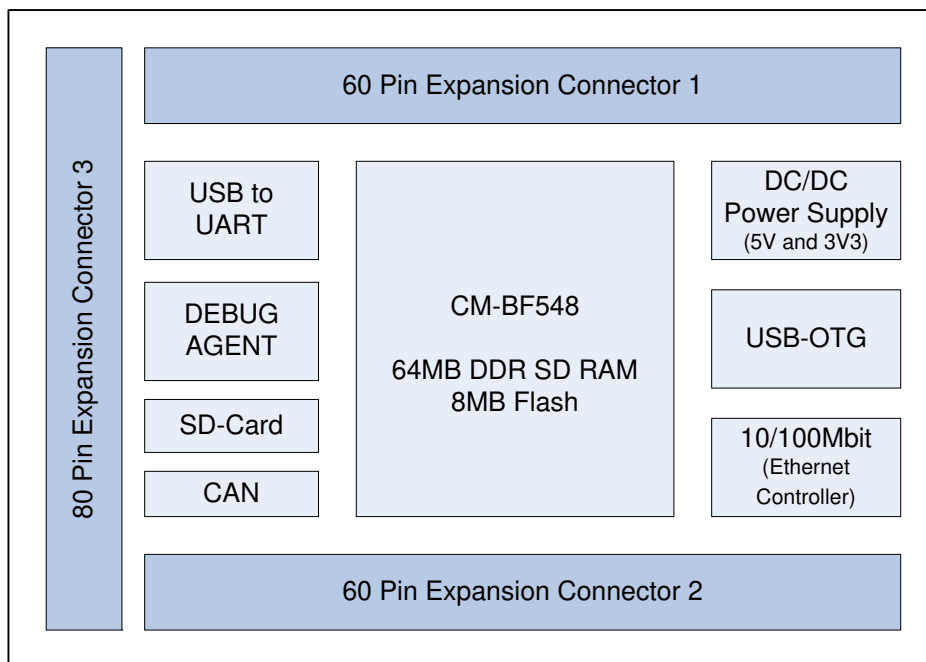 60 Pin Expansion Connector 1
80 Pin Expansion Connector 3
USB to
UART
DEBUG
AGENT
SD-Card
CAN
CM-BF548
64MB DDR SD RAM
8MB Flash
DC/DC
Power Supply
(5V and 3V3)
USB-OTG
10/100Mbit
(Ethernet
Controller)
60 Pin Expansion Connector 2